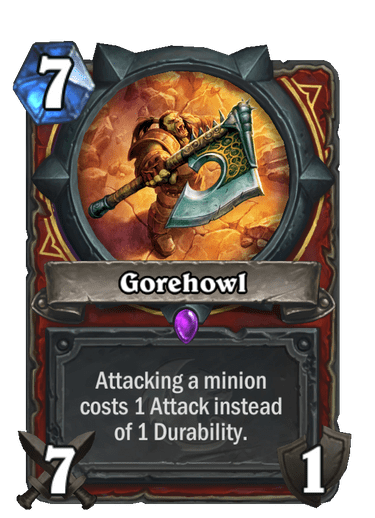 7
Gorehowl
Attacking a minion
costs 1 Attack instead
of 1 Durability.
7
1